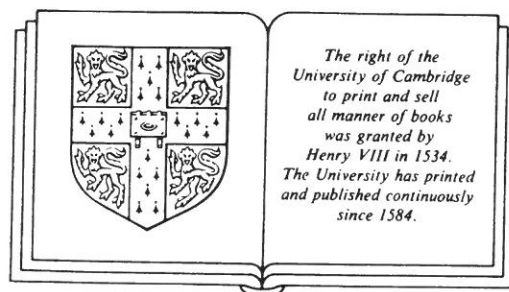 The right of the
University of Cambridge
to print and sell
all manner of books
was granted by
Henry VIII in 1534.
The University has printed
and published continuously
since 1584.